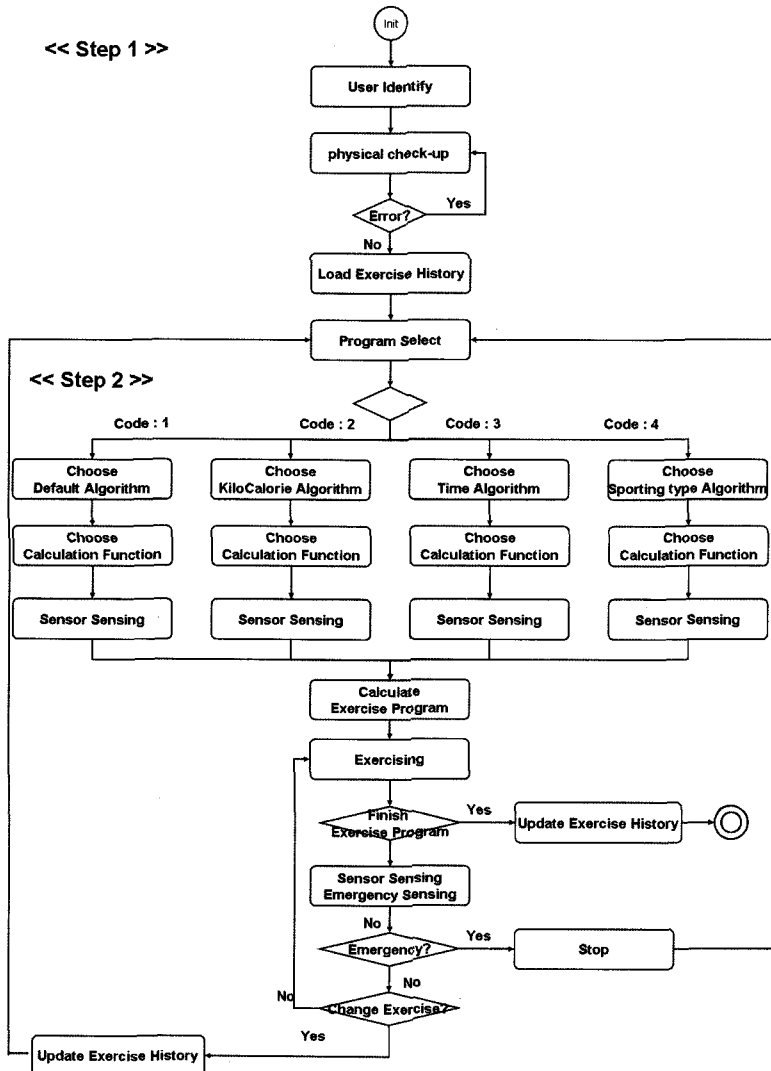 Init
<< Step 1 >>
User Identify
physical check-up
Yes
Error?
No
Load Exercise History
Program Select
<< Step 2 >>
Code : 1
Code : 2
Code : 3
Code : 4
Choose
Default Algorithm
Choose
KiloCalorie Algorithm
Choose
Time Algorithm
Choose
Sporting type Algorithm
Choose
Calculation Function
Choose
Calculation Function
Choose
Calculation Function
Choose
Calculation Function
Sensor Sensing
Sensor Sensing
Sensor Sensing
Sensor Sensing
Calculate
Exercise Program
Exercising
Finish
Exercise Program
Yes
Update Exercise History
Sensor Sensing
Emergency Sensing
No
Emergency?
Yes
Stop
No
No
Change Exercise?
Yes
Update Exercise History